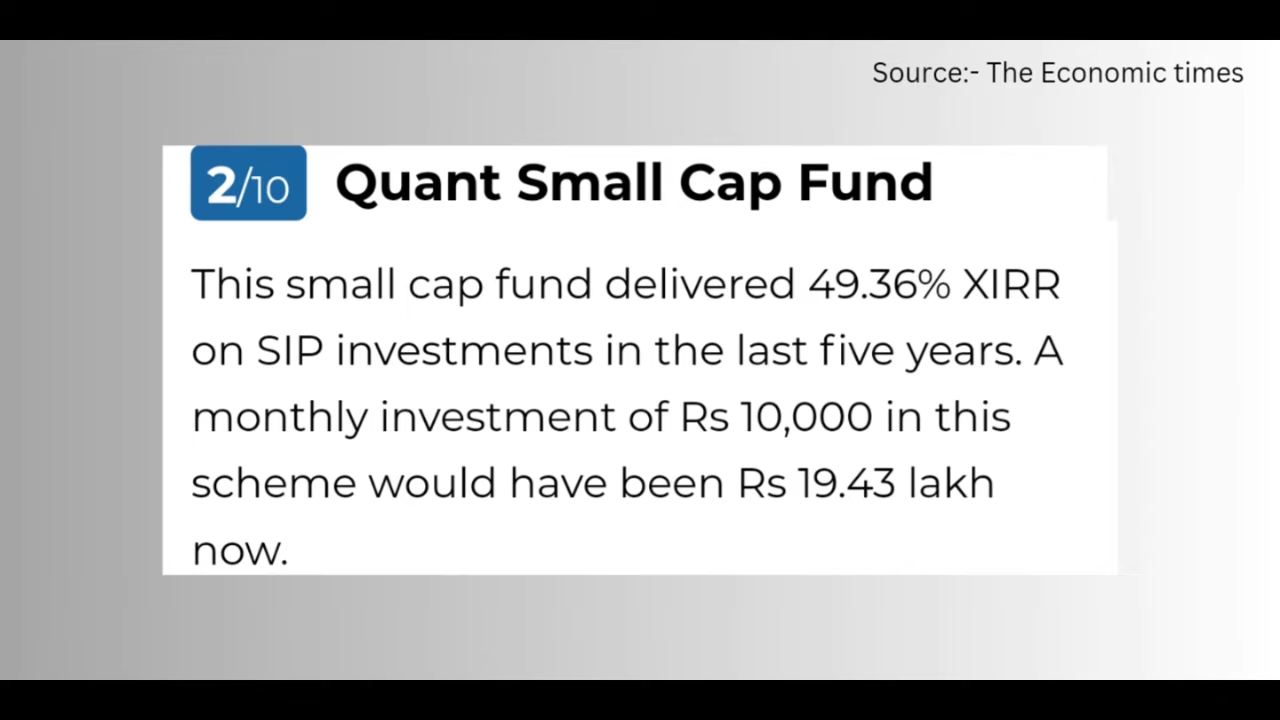 Source:- The Economic times
2/10 Quant Small Cap Fund
This small cap fund delivered 49.36% XIRR
on SIP investments in the last five years. A
monthly investment of Rs 10,000 in this
scheme would have been Rs 19.43 lakh
now.